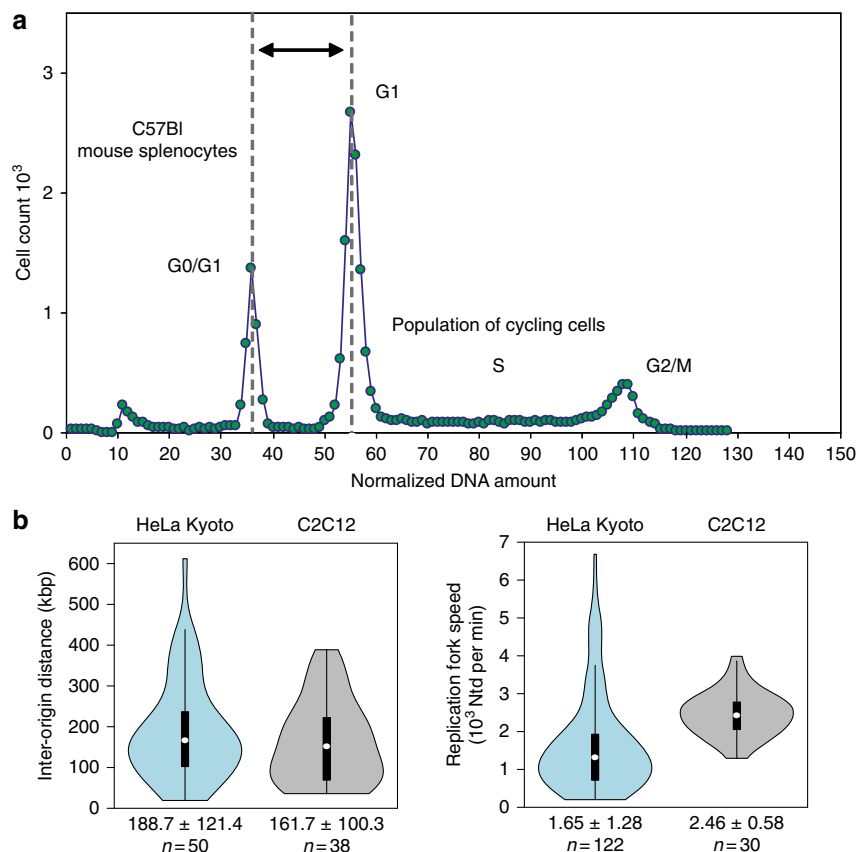 a
3
2
1
0
Cell count 10³
C57Bl
mouse splenocytes
G0/G1
G1
Population of cycling cells
S
G2/M
0 10 20 30 40 50 60 70 80 90 100 110 120 130 140 150
Normalized DNA amount
b
HeLa Kyoto C2C12
600
500
400
300
200
100
0
Inter-origin distance (kbp)
188.7 ± 121.4 161.7 ± 100.3
n=50 n=38
HeLa Kyoto C2C12
7
6
5
4
3
2
1
0
Replication fork speed
(10³ Ntd per min)
1.65 ± 1.28 2.46 ± 0.58
n=122 n=30